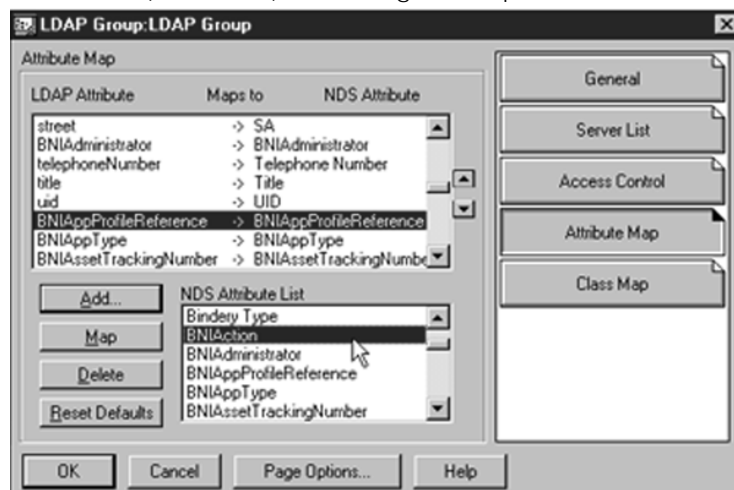 LDAP Group:LDAP Group
Attribute Map
LDAP Attribute Maps to NDS Attribute
street -> SA
BNIAdministrator -> BNIAdministrator
telephoneNumber -> Telephone Number
title -> Title
uid -> UID
BNIAppProfileReference -> BNIAppProfileReference
BNIAppType -> BNIAppType
BNIAssetTrackingNumber -> BNIAssetTrackingNumbe
Add...
Map
Delete
Reset Defaults
NDS Attribute List
Bindery Type
BNIAction
BNIAdministrator
BNIAppProfileReference
BNIAppType
BNIAssetTrackingNumber
General
Server List
Access Control
Attribute Map
Class Map
OK Cancel Page Options... Help